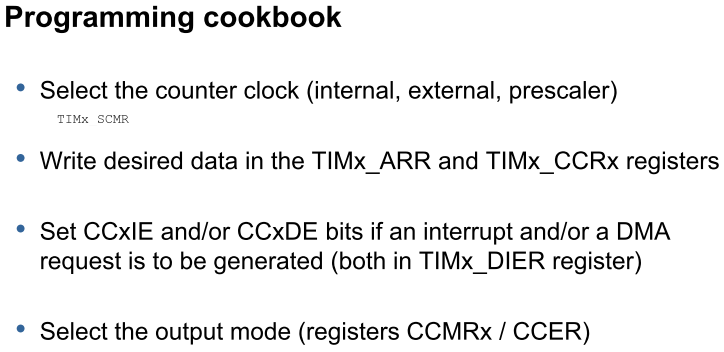 Programming cookbook
• Select the counter clock (internal, external, prescaler)
TIMx SCMR
• Write desired data in the TIMx_ARR and TIMx_CCRx registers
• Set CCxIE and/or CCxDE bits if an interrupt and/or a DMA
request is to be generated (both in TIMx_DIER register)
• Select the output mode (registers CCMRx / CCER)